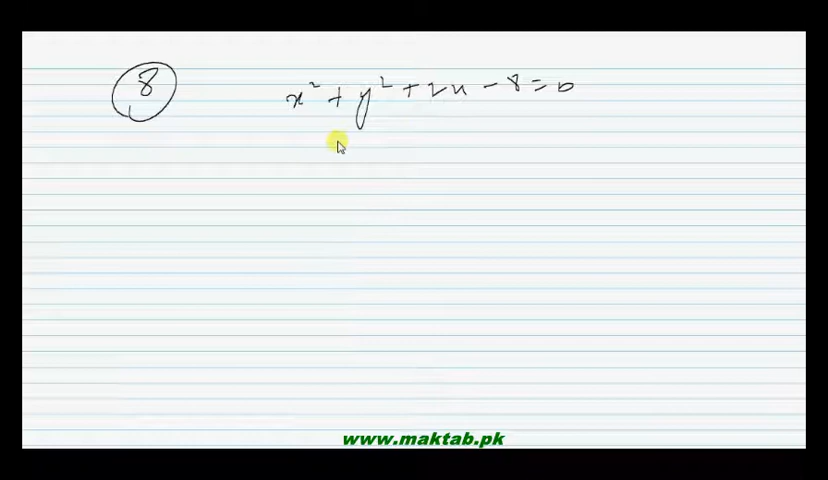 8
x² + y² + 2x - 8 = 0
www.maktab.pk